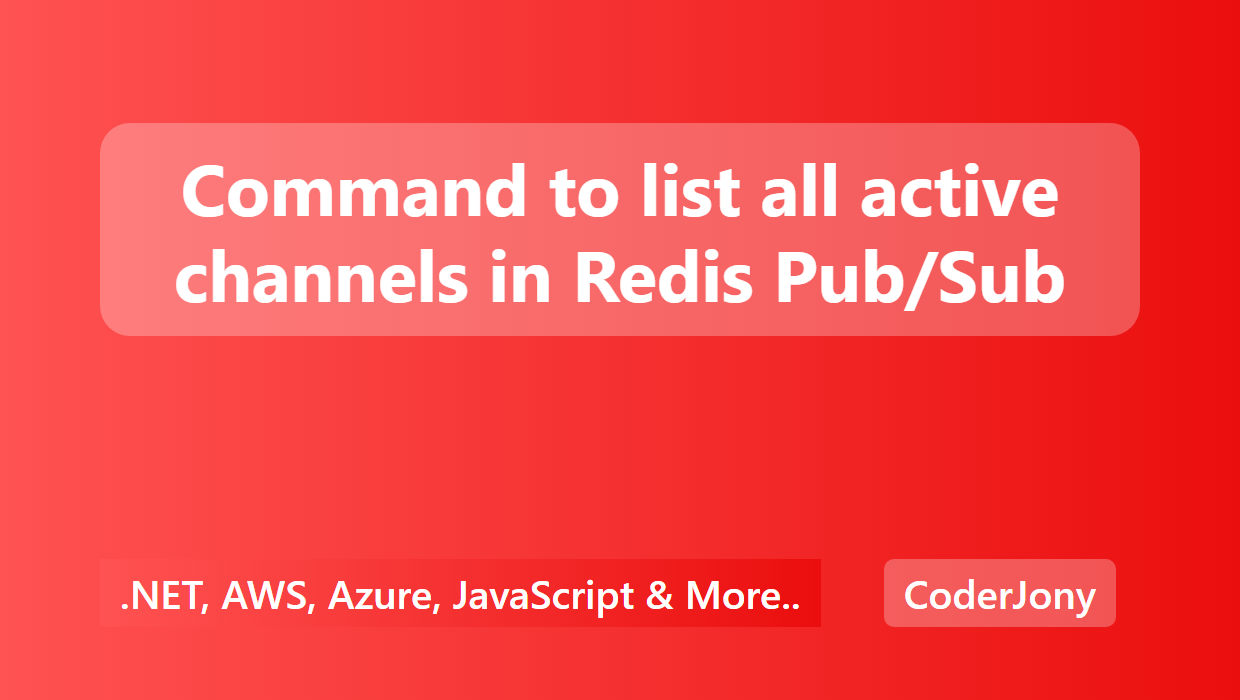 Command to list all active
channels in Redis Pub/Sub
.NET, AWS, Azure, JavaScript & More..
CoderJony